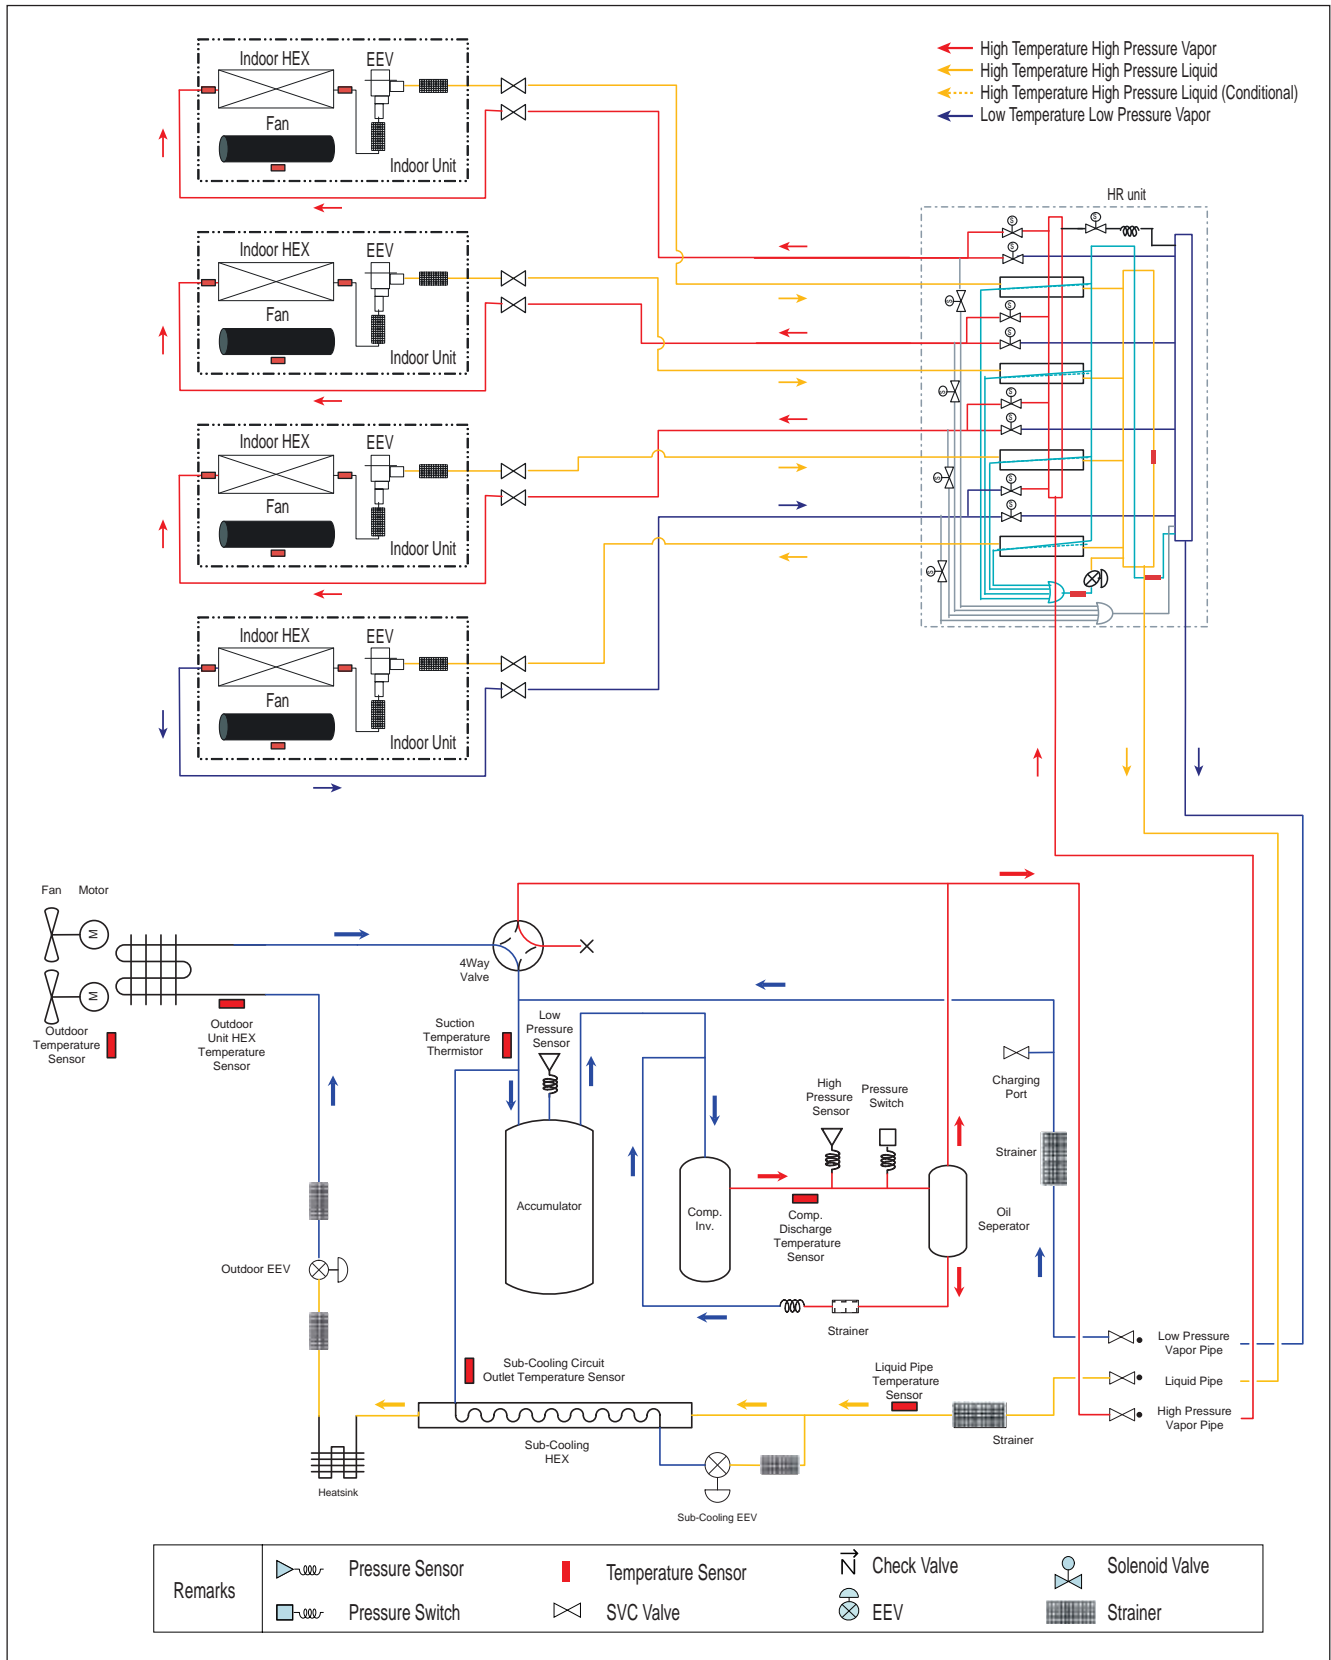 High Temperature High Pressure Vapor
High Temperature High Pressure Liquid
High Temperature High Pressure Liquid (Conditional)
Low Temperature Low Pressure Vapor
Indoor HEX
EEV
Fan
Indoor Unit
HR unit
S
S
S
S
S
S
S
S
S
S
S
S
S
Indoor HEX
EEV
Fan
Indoor Unit
Indoor HEX
EEV
Fan
Indoor Unit
Indoor HEX
EEV
Fan
Indoor Unit
Fan
Motor
M
M
4Way
Valve
Outdoor
Temperature
Sensor
Outdoor
Unit HEX
Temperature
Sensor
Suction
Temperature
Thermistor
Low
Pressure
Sensor
High
Pressure
Sensor
Pressure
Switch
Charging
Port
Strainer
Accumulator
Comp.
Inv.
Comp.
Discharge
Temperature
Sensor
Oil
Seperator
Outdoor EEV
Strainer
Low Pressure
Vapor Pipe
Sub-Cooling Circuit
Outlet Temperature Sensor
Liquid Pipe
Temperature
Sensor
Liquid Pipe
High Pressure
Vapor Pipe
Strainer
Sub-Cooling
HEX
Heatsink
Sub-Cooling EEV
Remarks
Pressure Sensor
Temperature Sensor
Check Valve
Solenoid Valve
Pressure Switch
SVC Valve
EEV
Strainer